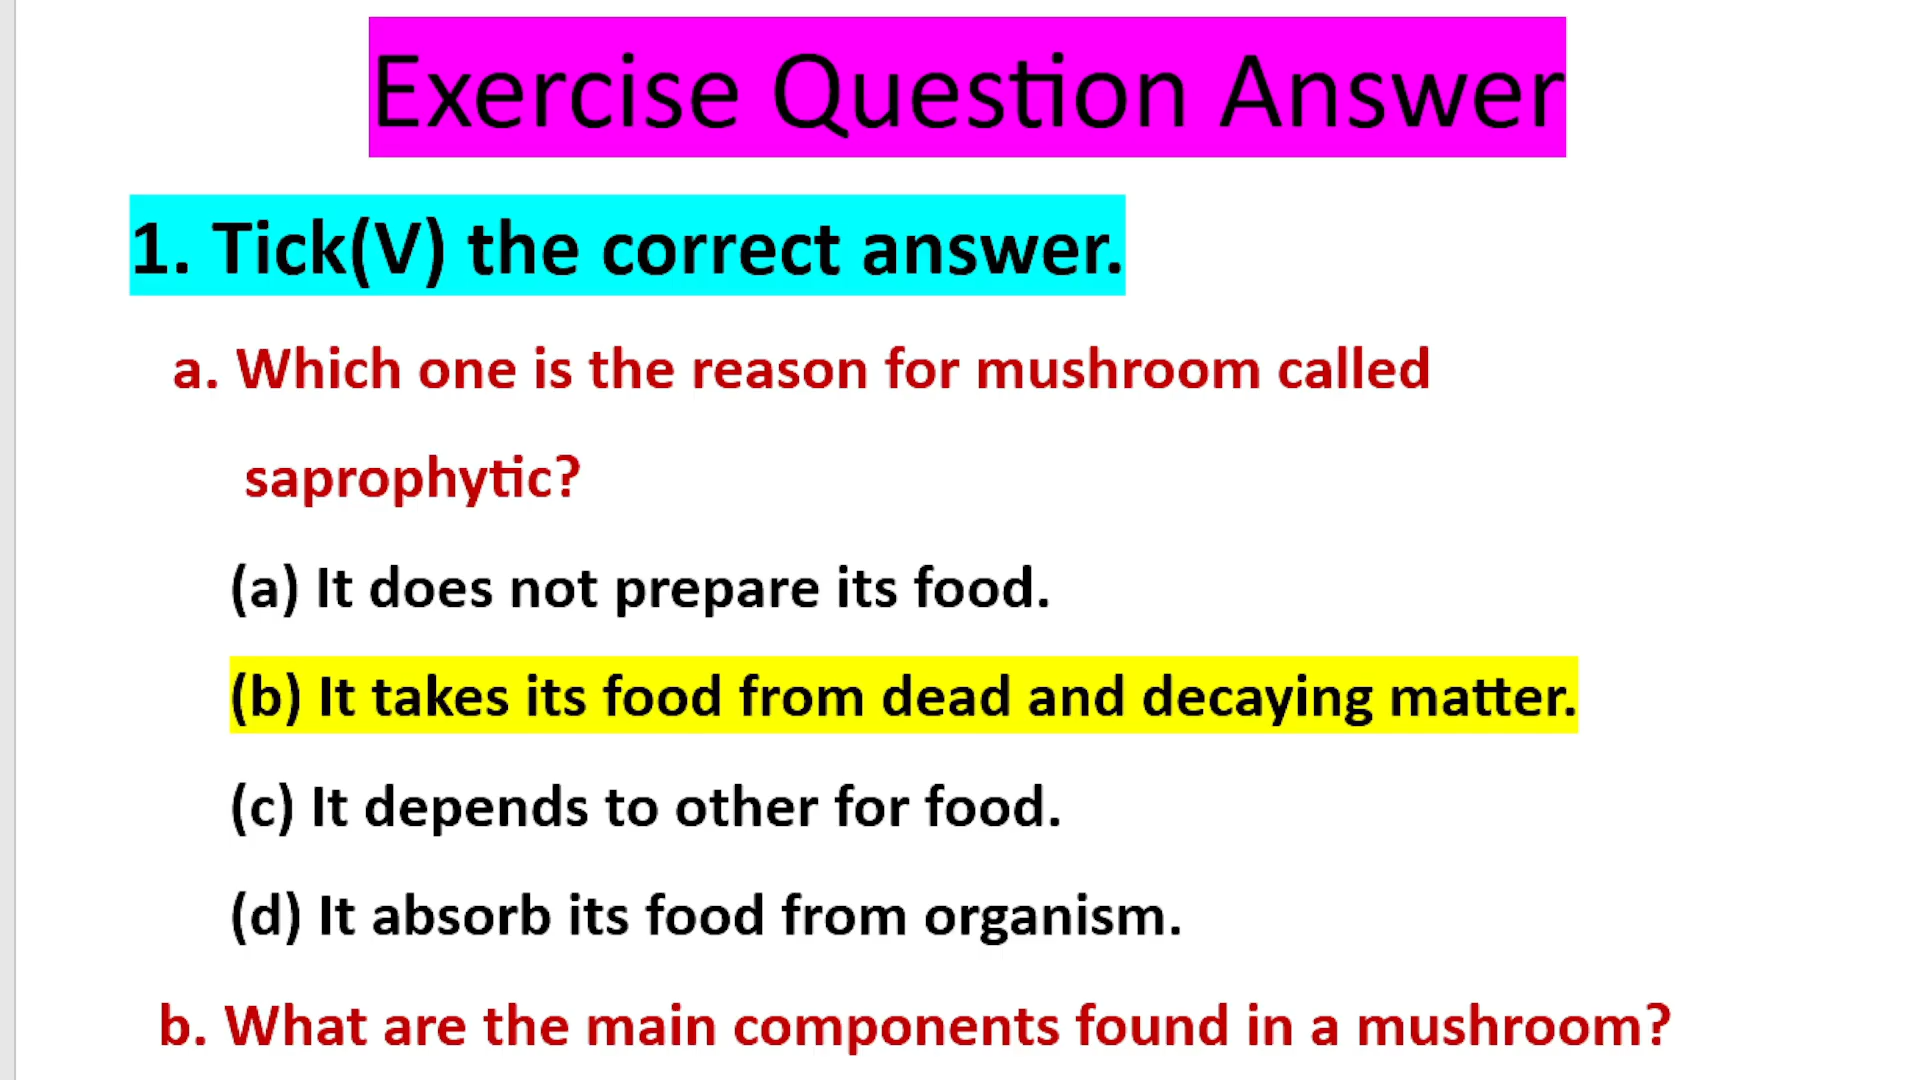 Exercise Question Answer
1. Tick(V) the correct answer.
a. Which one is the reason for mushroom called
saprophytic?
(a) It does not prepare its food.
(b) It takes its food from dead and decaying matter.
(c) It depends to other for food.
(d) It absorb its food from organism.
b. What are the main components found in a mushroom?